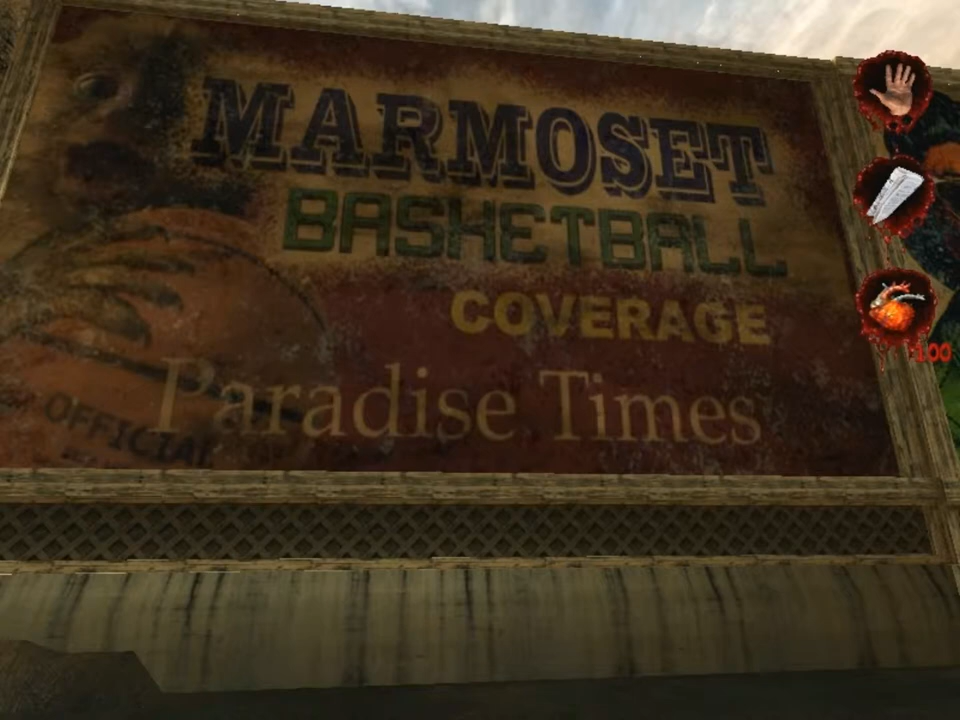 MARMOSET
BASKETBALL
COVERAGE
Paradise Times
OFFICIAL
100